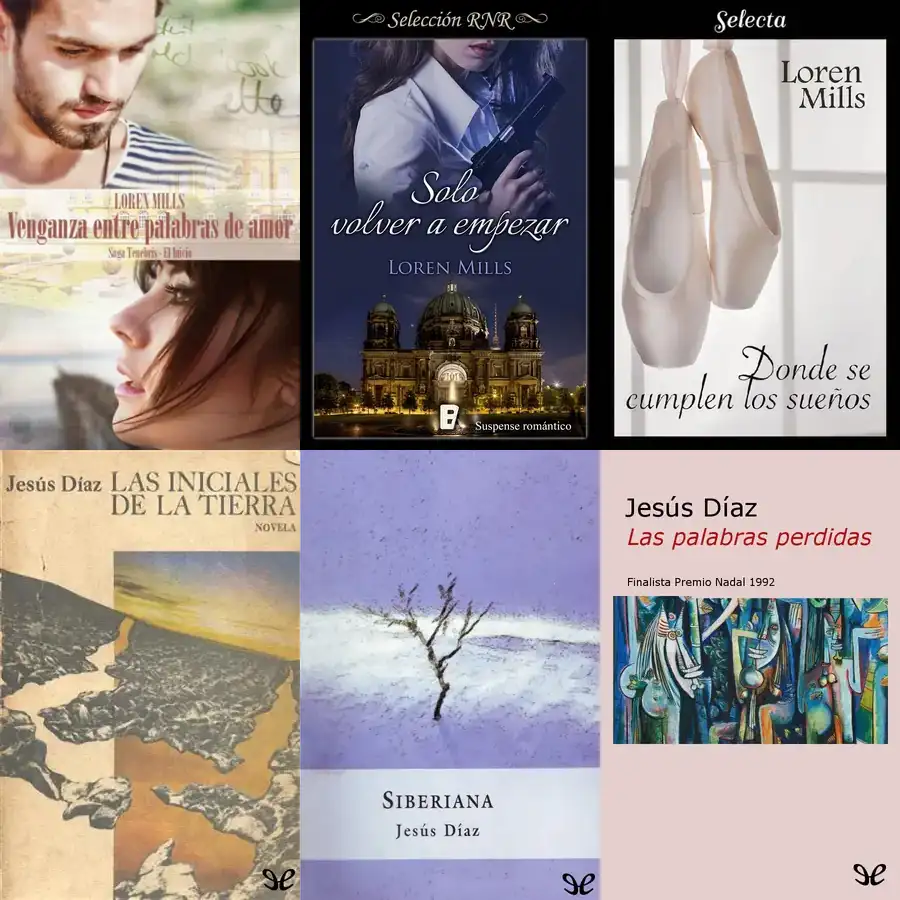 LOREN MILLS
Venganza entre palabras de amor
Saga Tenebris - El Inicio
Selección RNR
Solo
volver a empezar
LOREN MILLS
B
Suspense romántico
Selecta
Loren
Mills
Donde se
cumplen los sueños
Jesús Díaz LAS INICIALES
DE LA TIERRA
NOVELA
SIBERIANA
Jesús Díaz
Jesús Díaz
Las palabras perdidas
Finalista Premio Nadal 1992